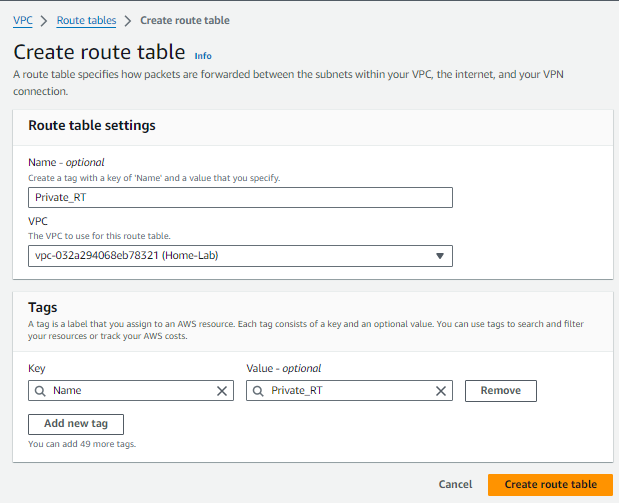 VPC > Route tables > Create route table
Create route table Info
A route table specifies how packets are forwarded between the subnets within your VPC, the internet, and your VPN
connection.
Route table settings
Name - optional
Create a tag with a key of 'Name' and a value that you specify.
Private_RT
VPC
The VPC to use for this route table.
vpc-032a294068eb78321 (Home-Lab)
Tags
A tag is a label that you assign to an AWS resource. Each tag consists of a key and an optional value. You can use tags to search and filter
your resources or track your AWS costs.
Key Value - optional
Name Private_RT Remove
Add new tag
You can add 49 more tags.
Cancel Create route table